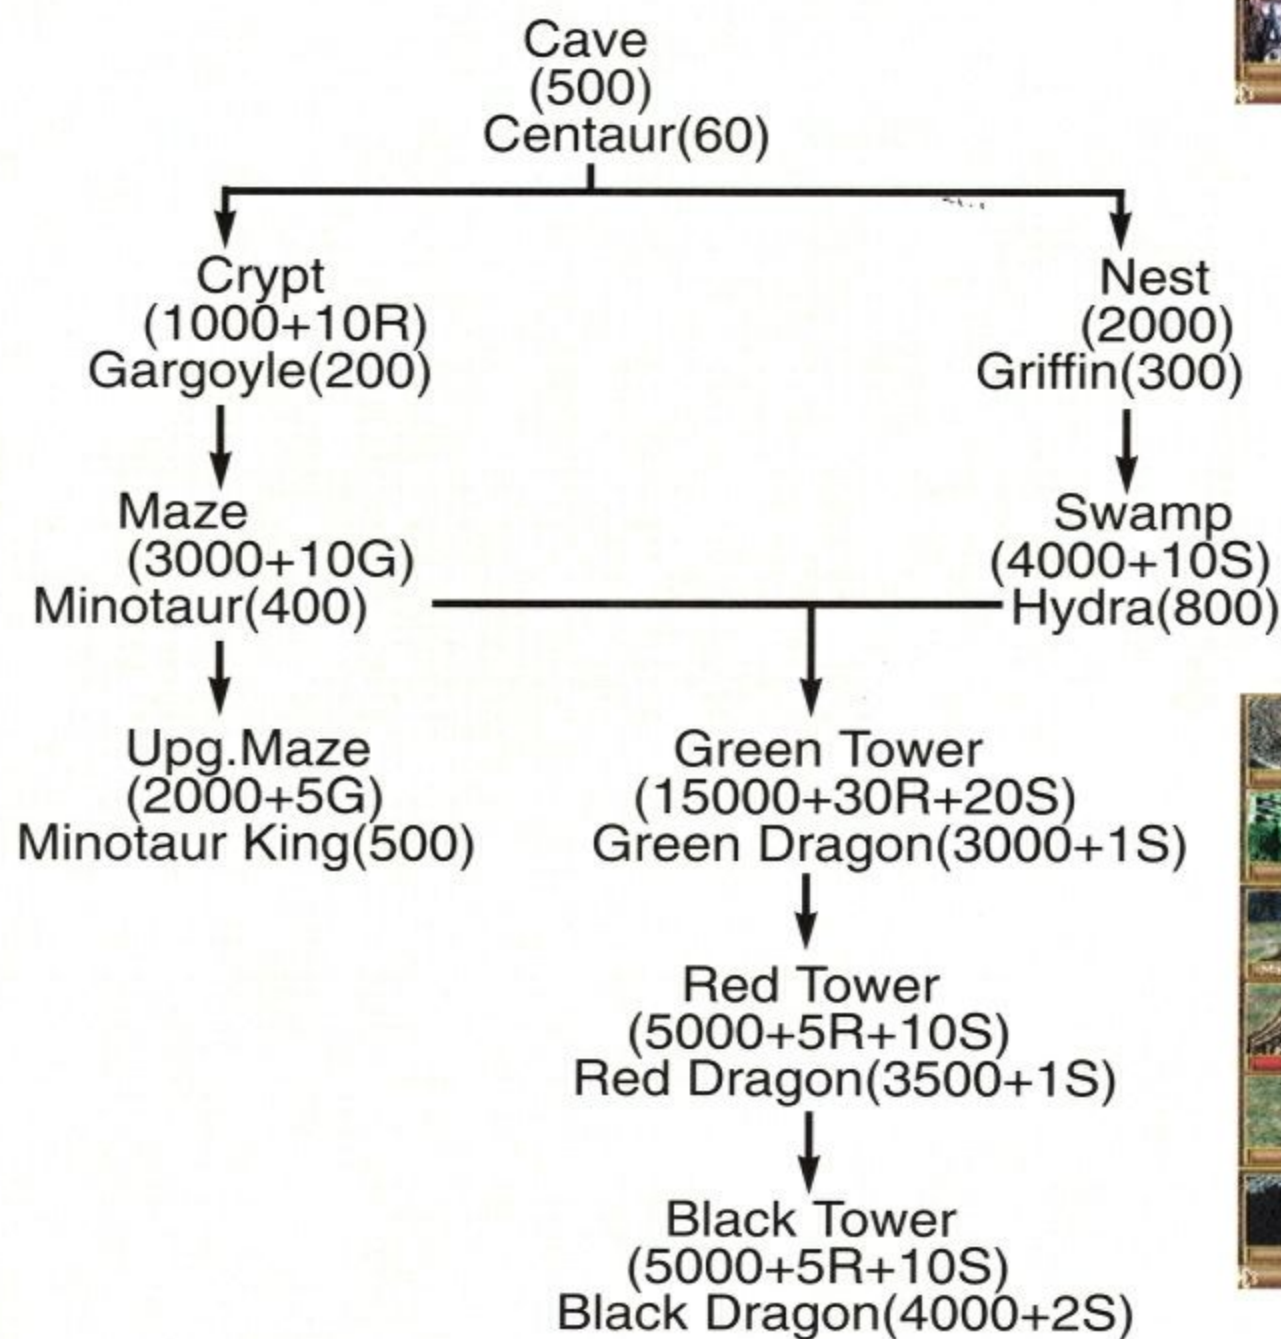 Cave
(500)
Centaur(60)
Crypt
(1000+10R)
Gargoyle(200)
Nest
(2000)
Griffin(300)
Maze
(3000+10G)
Minotaur(400)
Swamp
(4000+10S)
Hydra(800)
Upg.Maze
(2000+5G)
Minotaur King(500)
Green Tower
(15000+30R+20S)
Green Dragon(3000+1S)
Red Tower
(5000+5R+10S)
Red Dragon(3500+1S)
Black Tower
(5000+5R+10S)
Black Dragon(4000+2S)